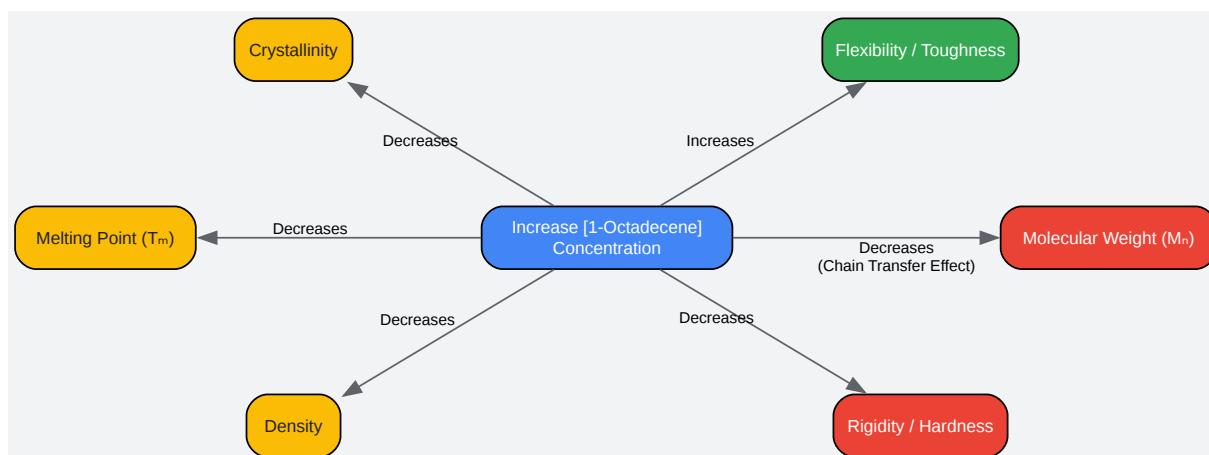 Crystallinity
Flexibility / Toughness
Decreases
Increases
Melting Point (Tₘ)
Decreases
Increase [1-Octadecene]
Concentration
Decreases
(Chain Transfer Effect)
Molecular Weight (Mₙ)
Decreases
Decreases
Density
Rigidity / Hardness